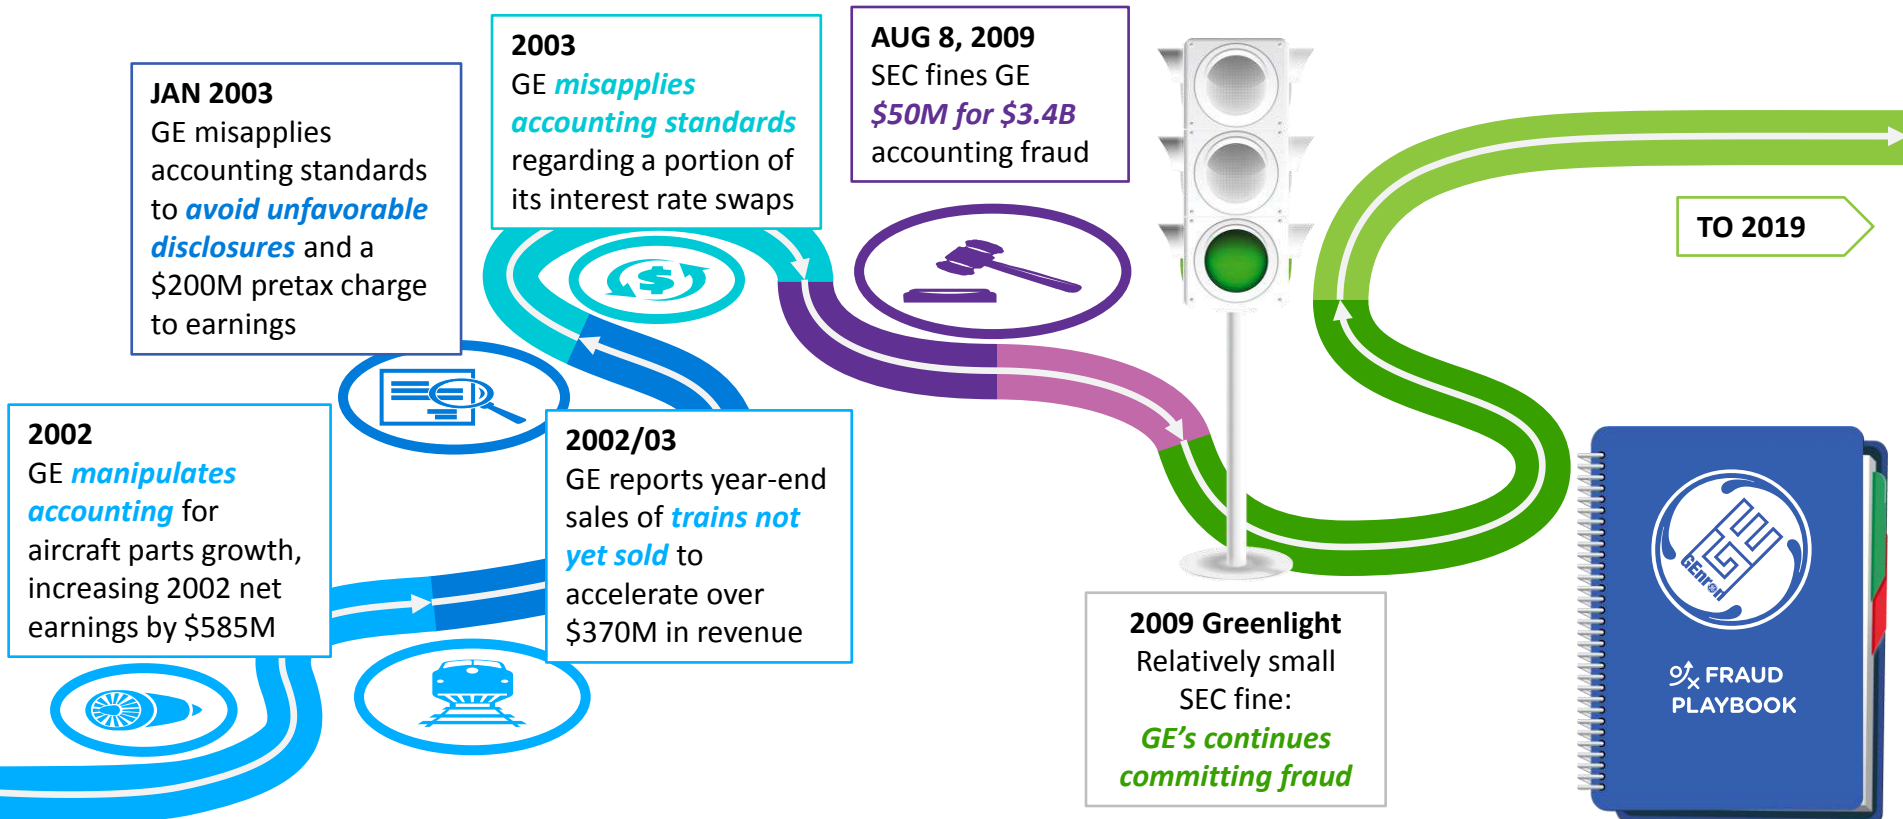 2002
GE manipulates
accounting for
aircraft parts growth,
increasing 2002 net
earnings by $585M
JAN 2003
GE misapplies
accounting standards
to avoid unfavorable
disclosures and a
$200M pretax charge
to earnings
2002/03
GE reports year-end
sales of trains not
yet sold to
accelerate over
$370M in revenue
2003
GE misapplies
accounting standards
regarding a portion of
its interest rate swaps
$
AUG 8, 2009
SEC fines GE
$50M for $3.4B
accounting fraud
2009 Greenlight
Relatively small
SEC fine:
GE's continues
committing fraud
TO 2019
GE
GEnron
FRAUD
PLAYBOOK